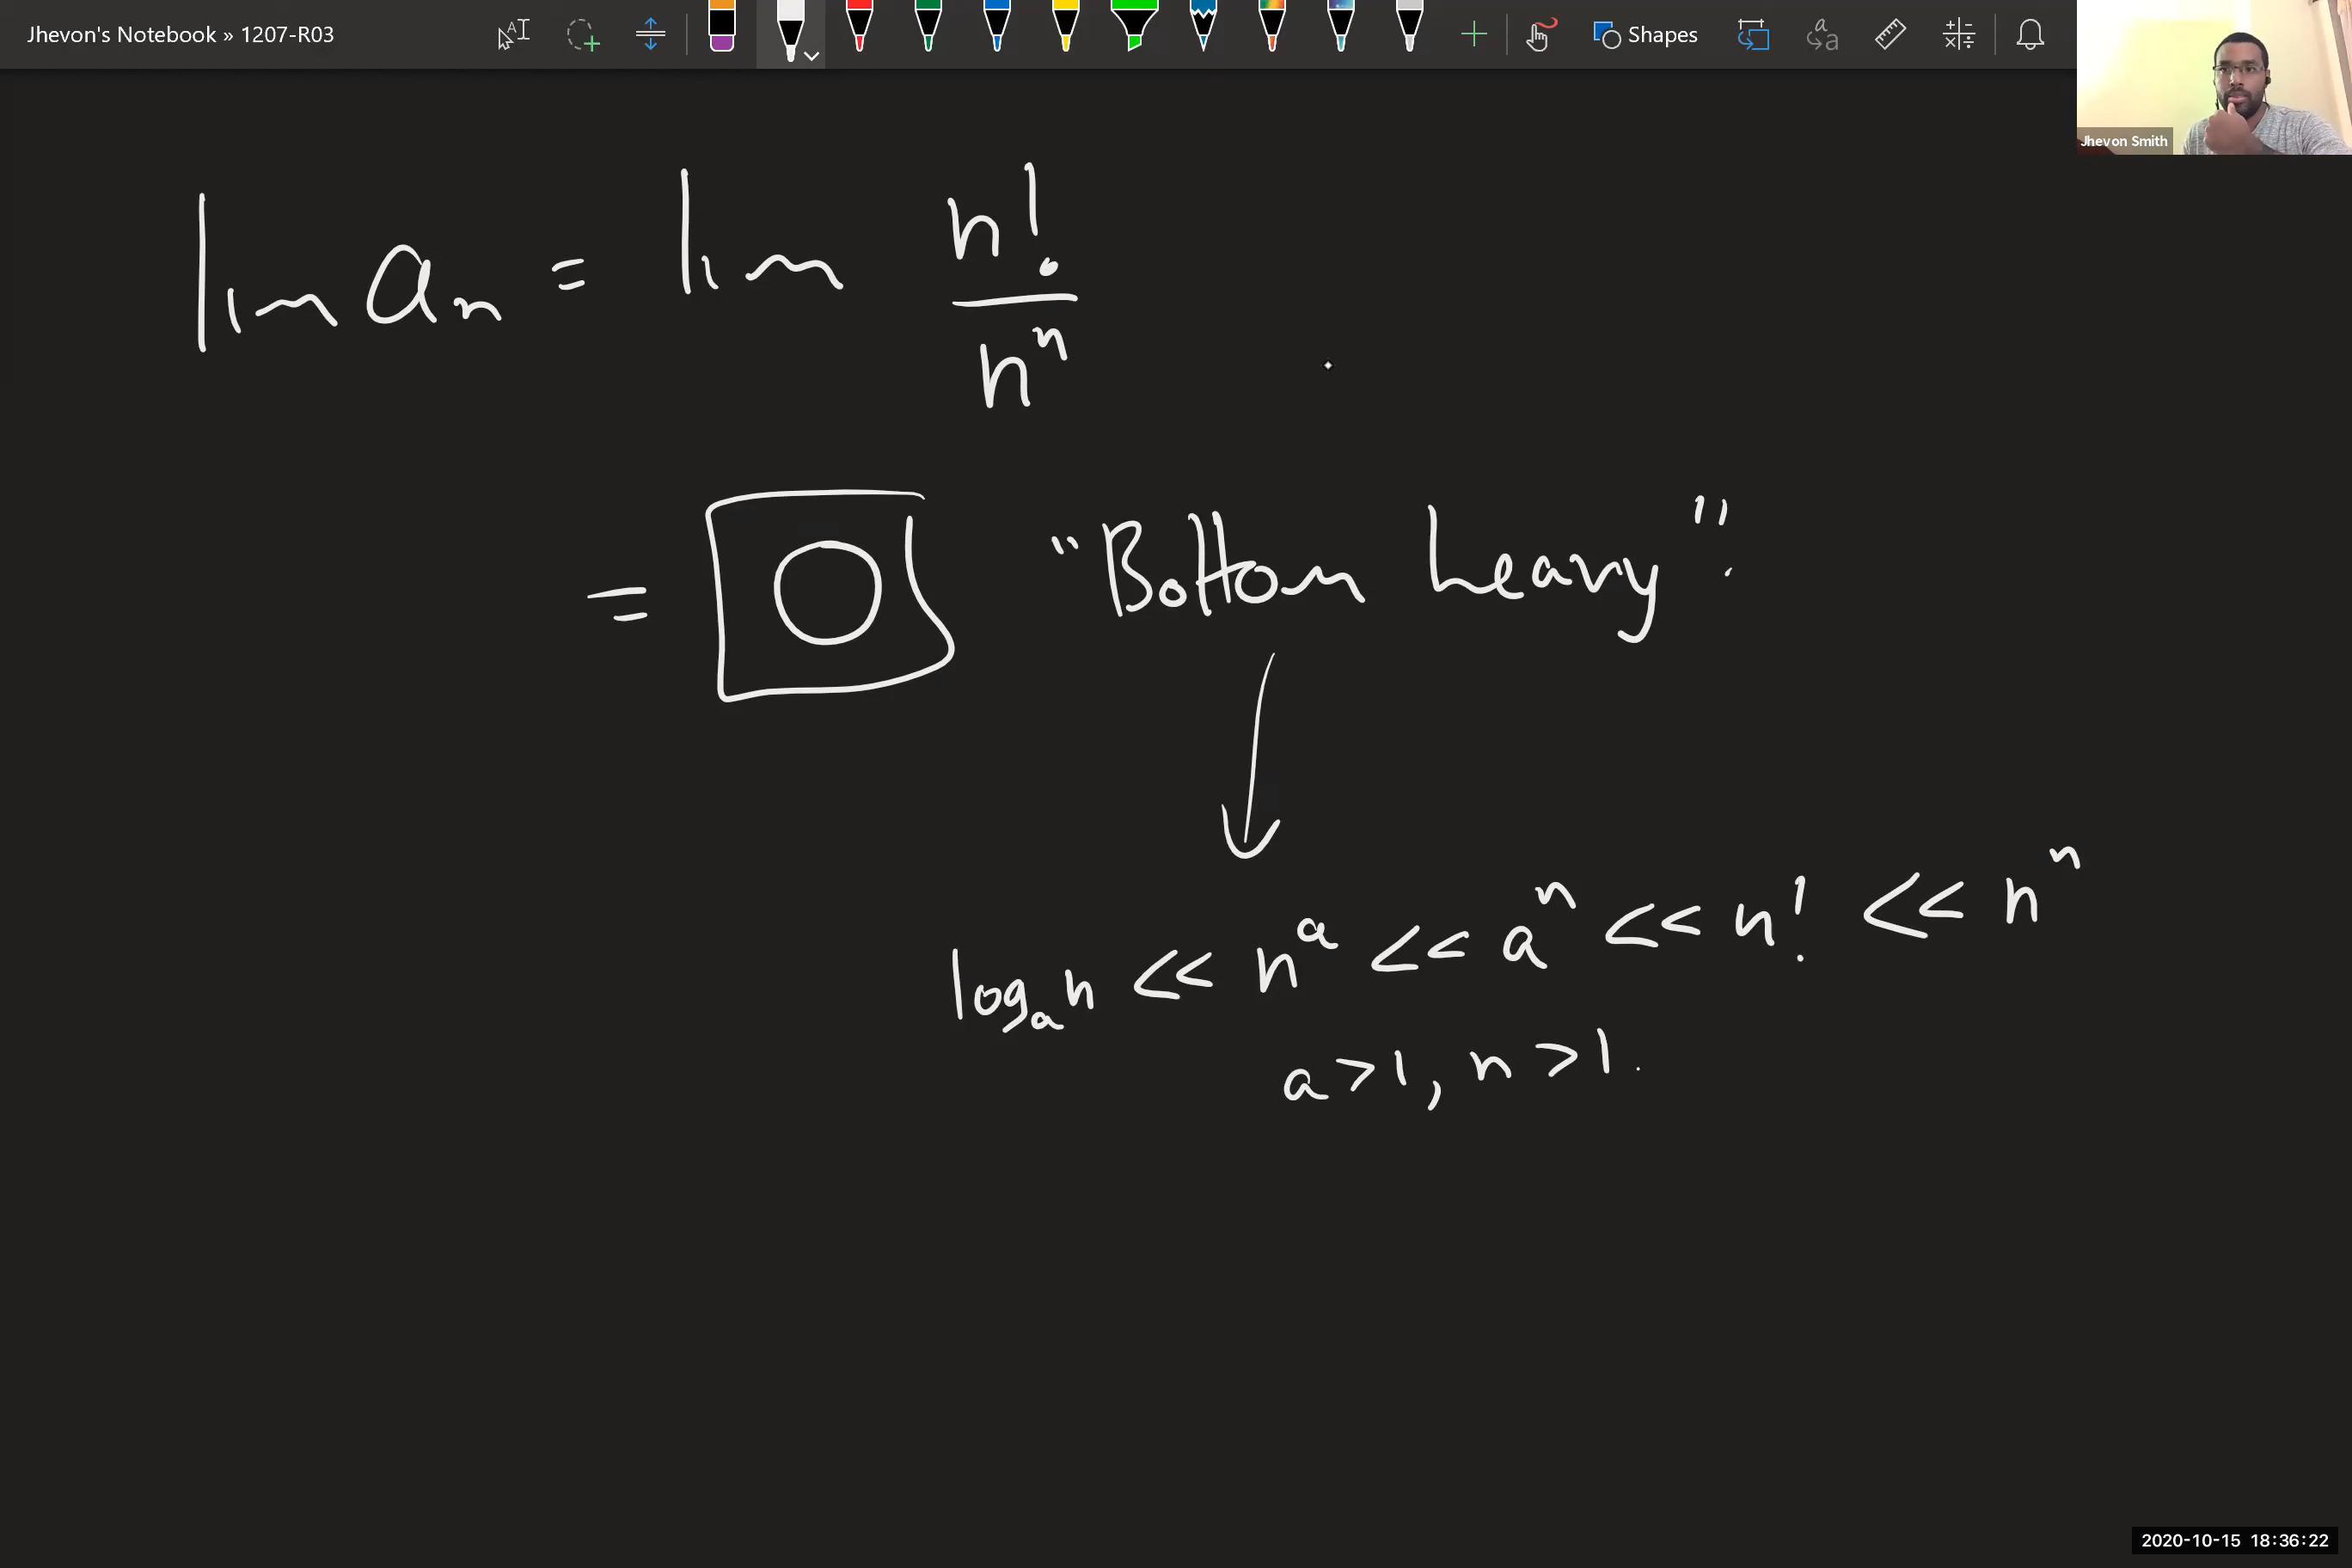 Jhevon's Notebook » 1207-R03
Shapes
Jhevon Smith
lim aₙ = lim n!/nⁿ
= 0 "Bottom heavy".
logₐ n << nᵃ << aⁿ << n! << nⁿ
a > 1, n > 1.
2020-10-15 18:36:22